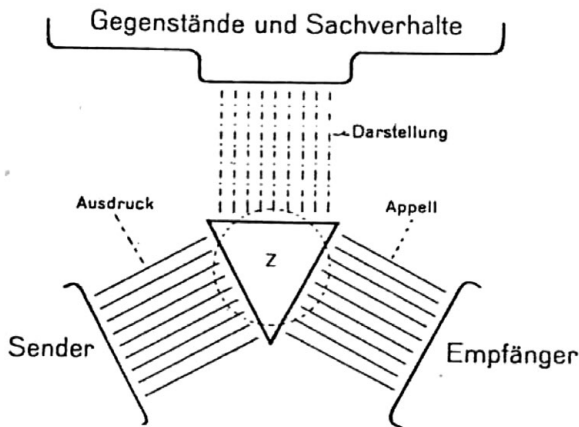 Gegenstände und Sachverhalte
Darstellung
Ausdruck
Appell
Z
Sender
Empfänger